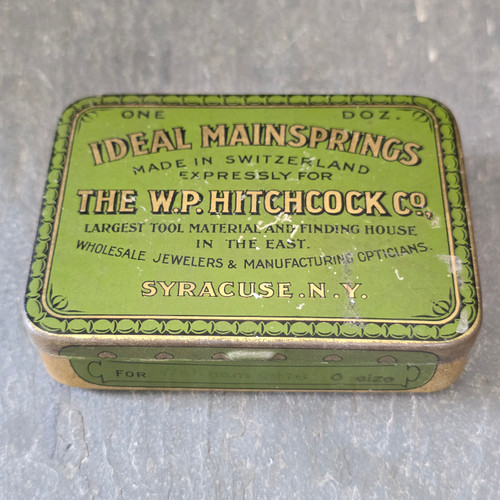 ONE DOZ.
IDEAL MAINSPRINGS
MADE IN SWITZERLAND
EXPRESSLY FOR
THE W.P. HITCHCOCK CO.
LARGEST TOOL MATERIAL AND FINDING HOUSE
IN THE EAST.
WHOLESALE JEWELERS & MANUFACTURING OPTICIANS.
SYRACUSE. N.Y.
FOR 0 size